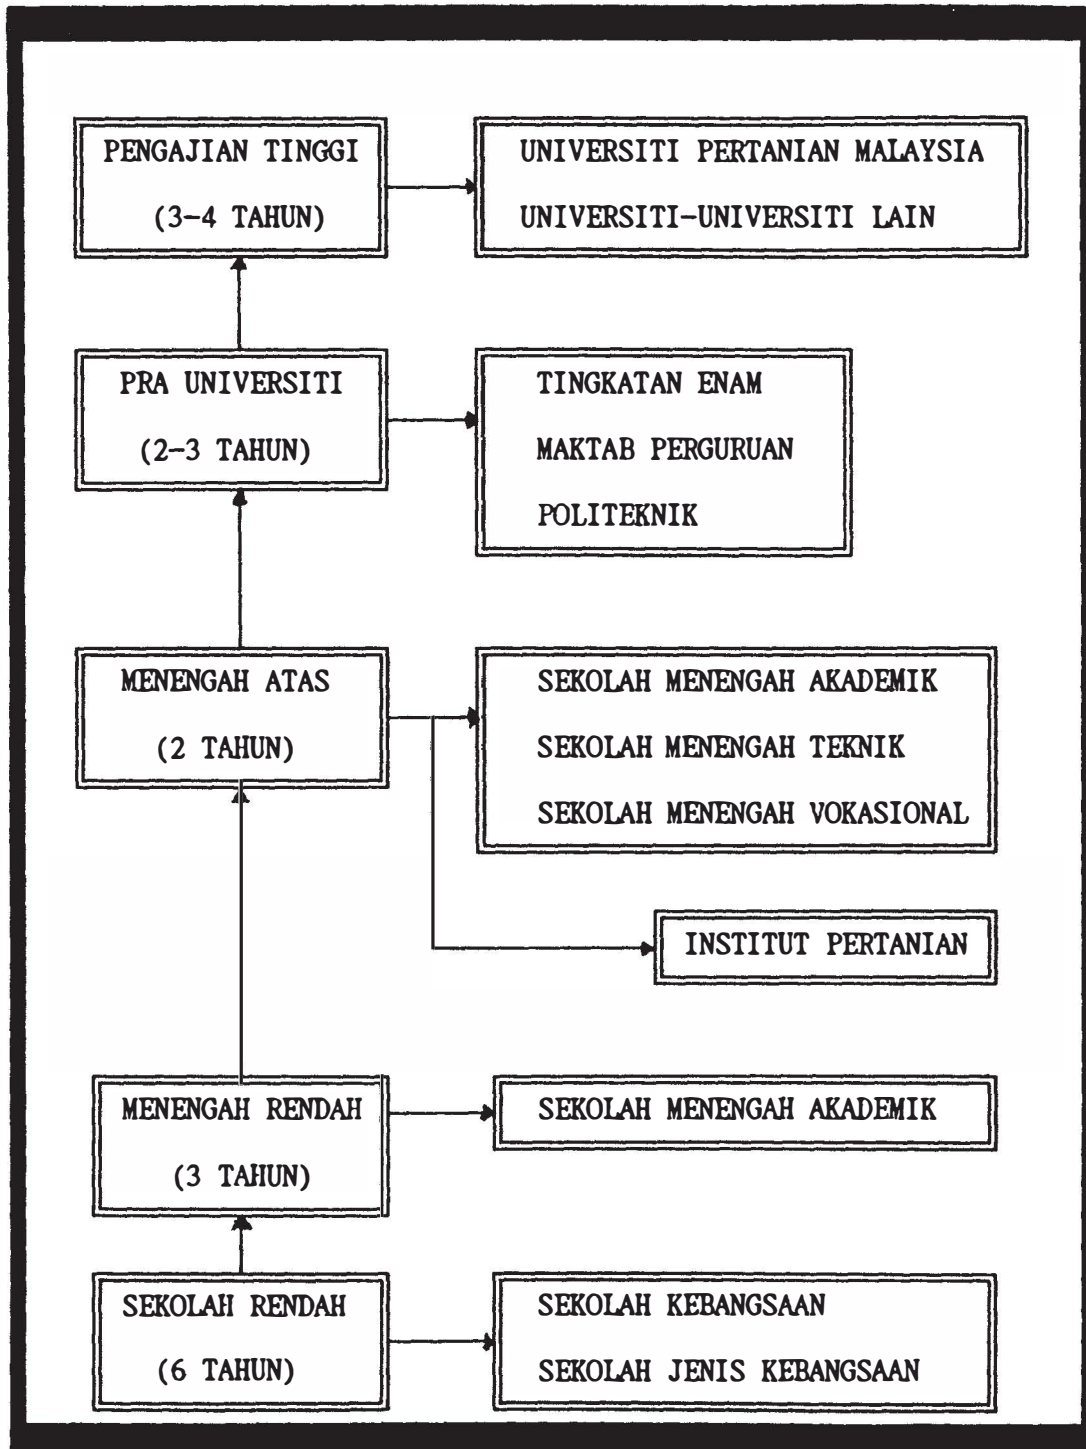 PENGAJIAN TINGGI
(3-4 TAHUN)
UNIVERSITI PERTANIAN MALAYSIA
UNIVERSITI-UNIVERSITI LAIN
PRA UNIVERSITI
(2-3 TAHUN)
TINGKATAN ENAM
MAKTAB PERGURUAN
POLITEKNIK
MENENGAH ATAS
(2 TAHUN)
SEKOLAH MENENGAH AKADEMIK
SEKOLAH MENENGAH TEKNIK
SEKOLAH MENENGAH VOKASIONAL
INSTITUT PERTANIAN
MENENGAH RENDAH
(3 TAHUN)
SEKOLAH MENENGAH AKADEMIK
SEKOLAH RENDAH
(6 TAHUN)
SEKOLAH KEBANGSAAN
SEKOLAH JENIS KEBANGSAAN